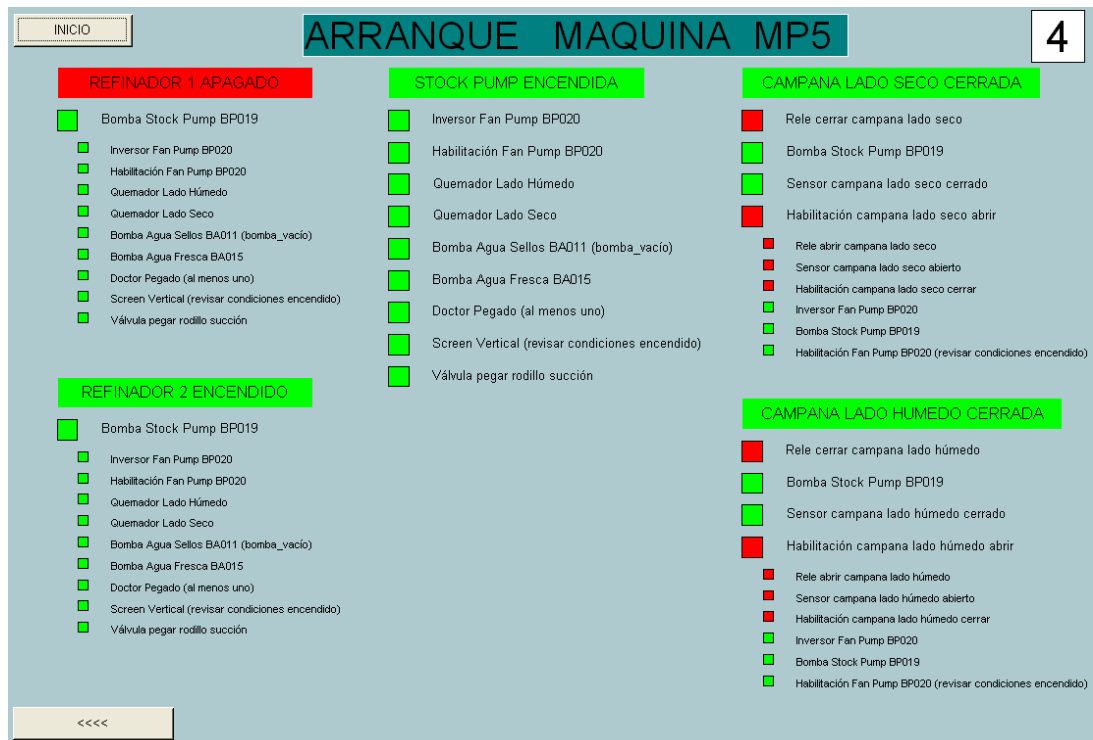 INICIO
ARRANQUE MAQUINA MP5
4
REFINADOR 1 APAGADO
Bomba Stock Pump BP019
Inversor Fan Pump BP020
Habilitación Fan Pump BP020
Quemador Lado Húmedo
Quemador Lado Seco
Bomba Agua Sellos BA011 (bomba_vacío)
Bomba Agua Fresca BA015
Doctor Pegado (al menos uno)
Screen Vertical (revisar condiciones encendido)
Válvula pegar rodillo succión
REFINADOR 2 ENCENDIDO
Bomba Stock Pump BP019
Inversor Fan Pump BP020
Habilitación Fan Pump BP020
Quemador Lado Húmedo
Quemador Lado Seco
Bomba Agua Sellos BA011 (bomba_vacío)
Bomba Agua Fresca BA015
Doctor Pegado (al menos uno)
Screen Vertical (revisar condiciones encendido)
Válvula pegar rodillo succión
STOCK PUMP ENCENDIDA
Inversor Fan Pump BP020
Habilitación Fan Pump BP020
Quemador Lado Húmedo
Quemador Lado Seco
Bomba Agua Sellos BA011 (bomba_vacío)
Bomba Agua Fresca BA015
Doctor Pegado (al menos uno)
Screen Vertical (revisar condiciones encendido)
Válvula pegar rodillo succión
CAMPANA LADO SECO CERRADA
Rele cerrar campana lado seco
Bomba Stock Pump BP019
Sensor campana lado seco cerrado
Habilitación campana lado seco abrir
Rele abrir campana lado seco
Sensor campana lado seco abierto
Habilitación campana lado seco cerrar
Inversor Fan Pump BP020
Bomba Stock Pump BP019
Habilitación Fan Pump BP020 (revisar condiciones encendido)
CAMPANA LADO HUMEDO CERRADA
Rele cerrar campana lado húmedo
Bomba Stock Pump BP019
Sensor campana lado húmedo cerrado
Habilitación campana lado húmedo abrir
Rele abrir campana lado húmedo
Sensor campana lado húmedo abierto
Habilitación campana lado húmedo cerrar
Inversor Fan Pump BP020
Bomba Stock Pump BP019
Habilitación Fan Pump BP020 (revisar condiciones encendido)
<<<<